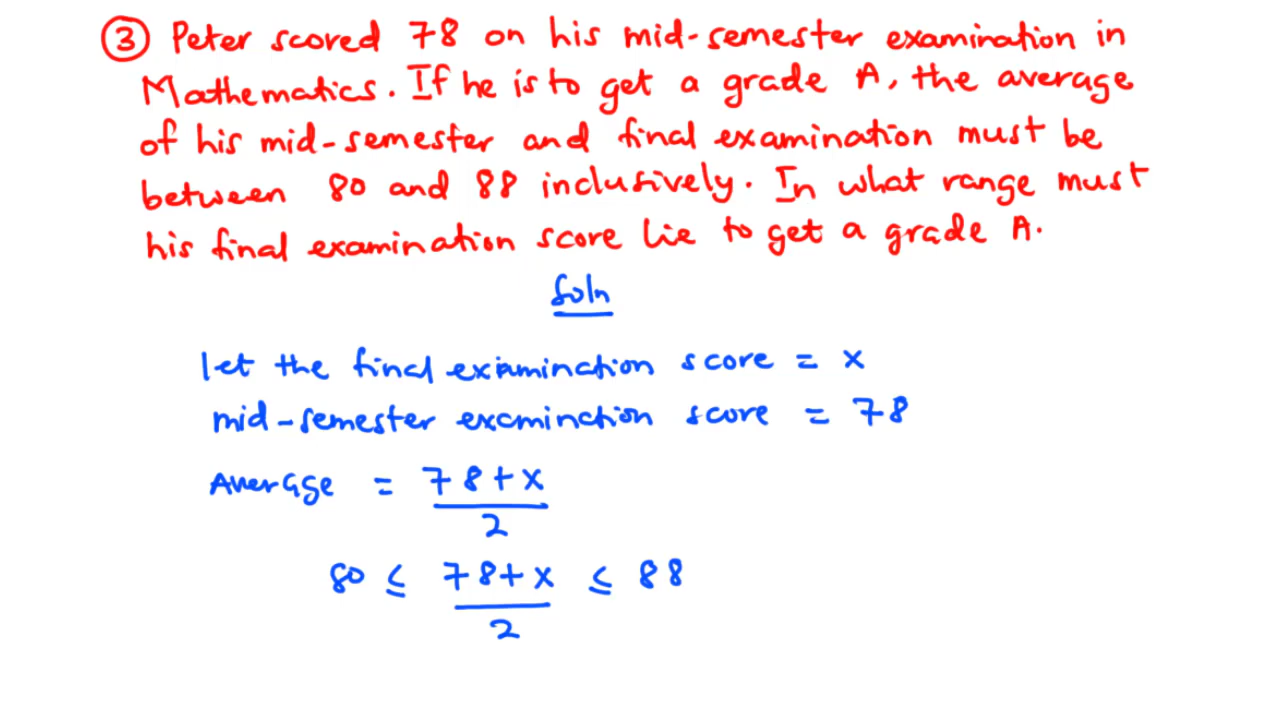 ③ Peter scored 78 on his mid-semester examination in
Mathematics. If he is to get a grade A, the average
of his mid-semester and final examination must be
between 80 and 88 inclusively. In what range must
his final examination score lie to get a grade A.
Soln
let the final examination score = x
mid-semester examination score = 78
Average = 78+x
2
80 ≤ 78+x ≤ 88
2